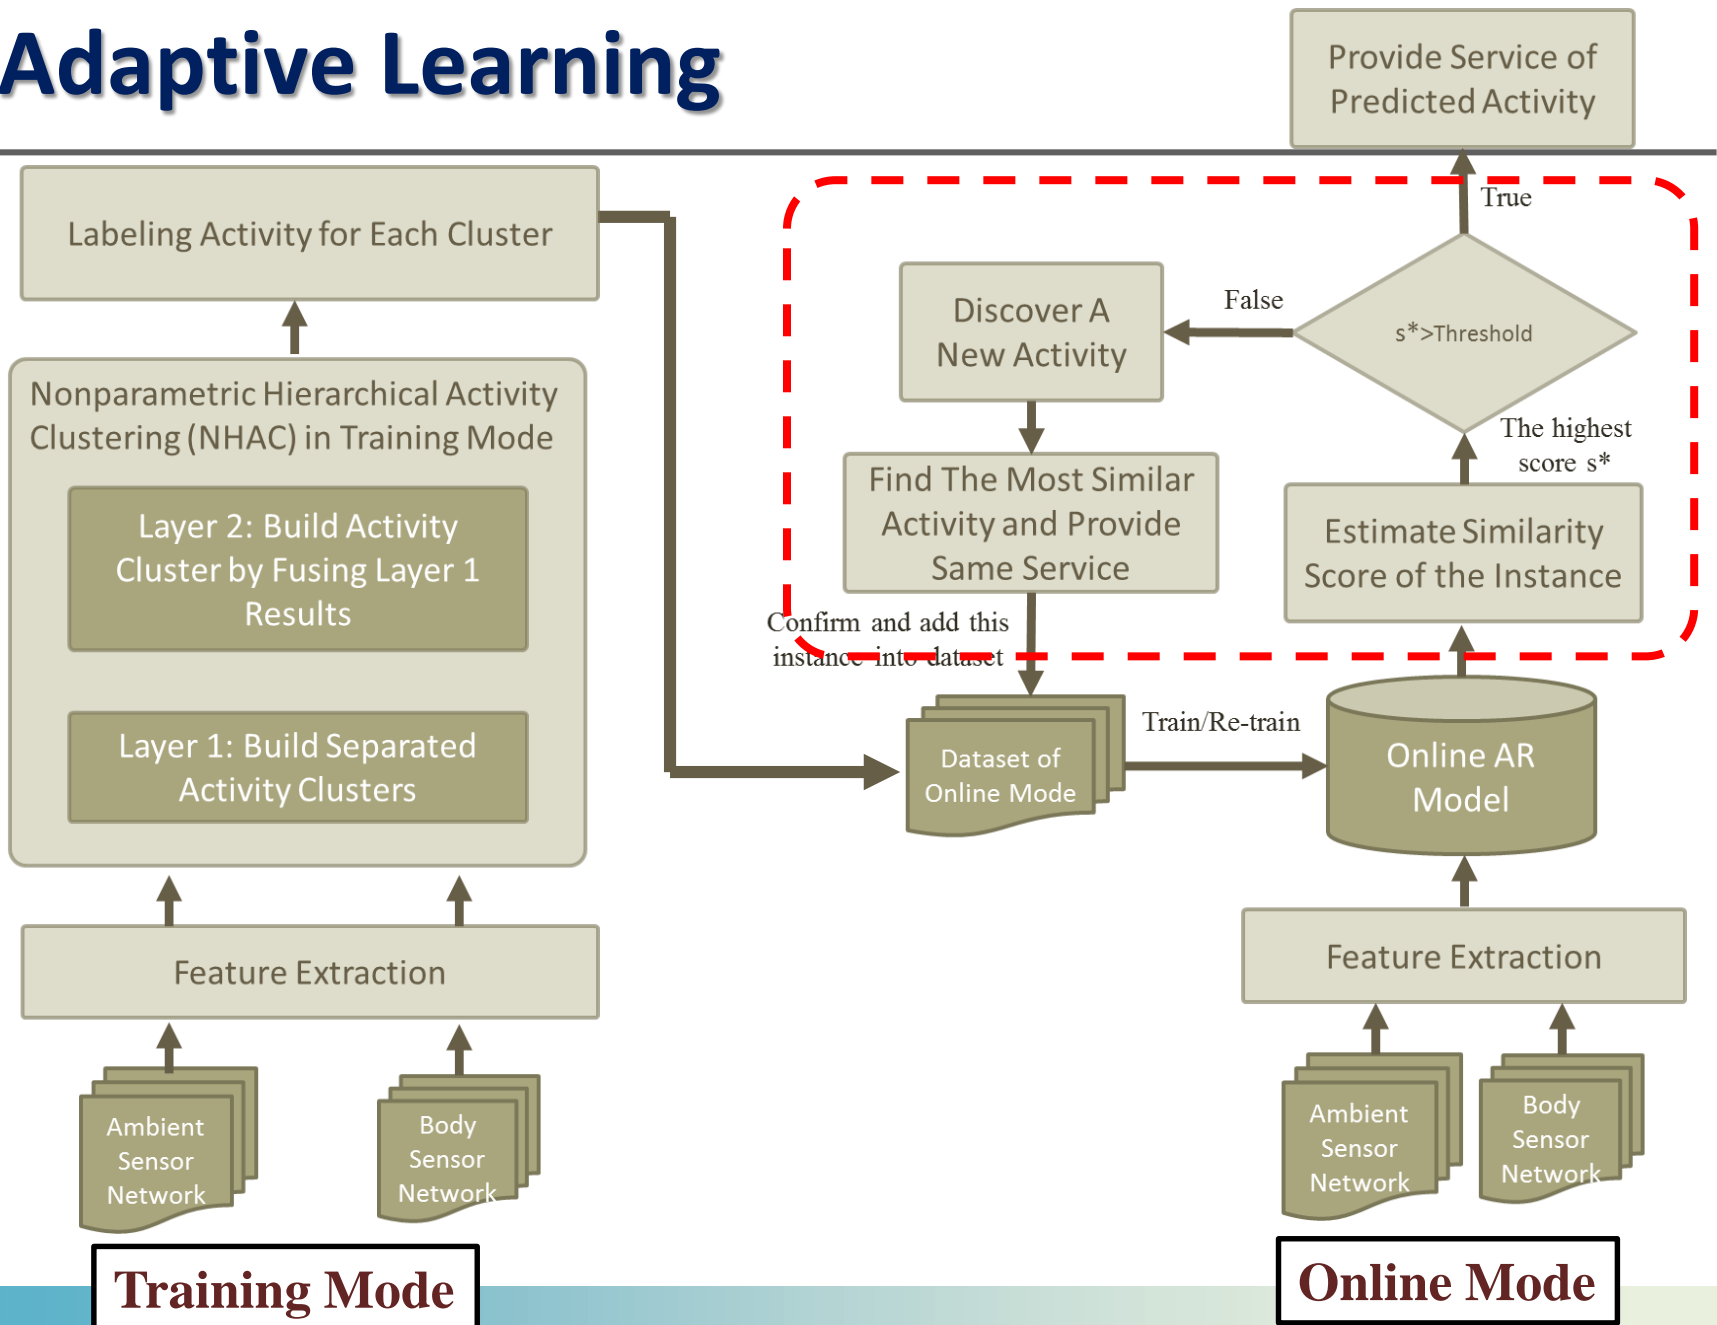 Adaptive Learning
Provide Service of
Predicted Activity
Labeling Activity for Each Cluster
Nonparametric Hierarchical Activity
Clustering (NHAC) in Training Mode
Layer 2: Build Activity
Cluster by Fusing Layer 1
Results
Layer 1: Build Separated
Activity Clusters
Feature Extraction
Ambient
Sensor
Network
Body
Sensor
Network
Training Mode
True
s*>Threshold
False
Discover A
New Activity
Find The Most Similar
Activity and Provide
Same Service
The highest
score s*
Estimate Similarity
Score of the Instance
Confirm and add this
instance into dataset
Dataset of
Online Mode
Train/Re-train
Online AR
Model
Feature Extraction
Ambient
Sensor
Network
Body
Sensor
Network
Online Mode